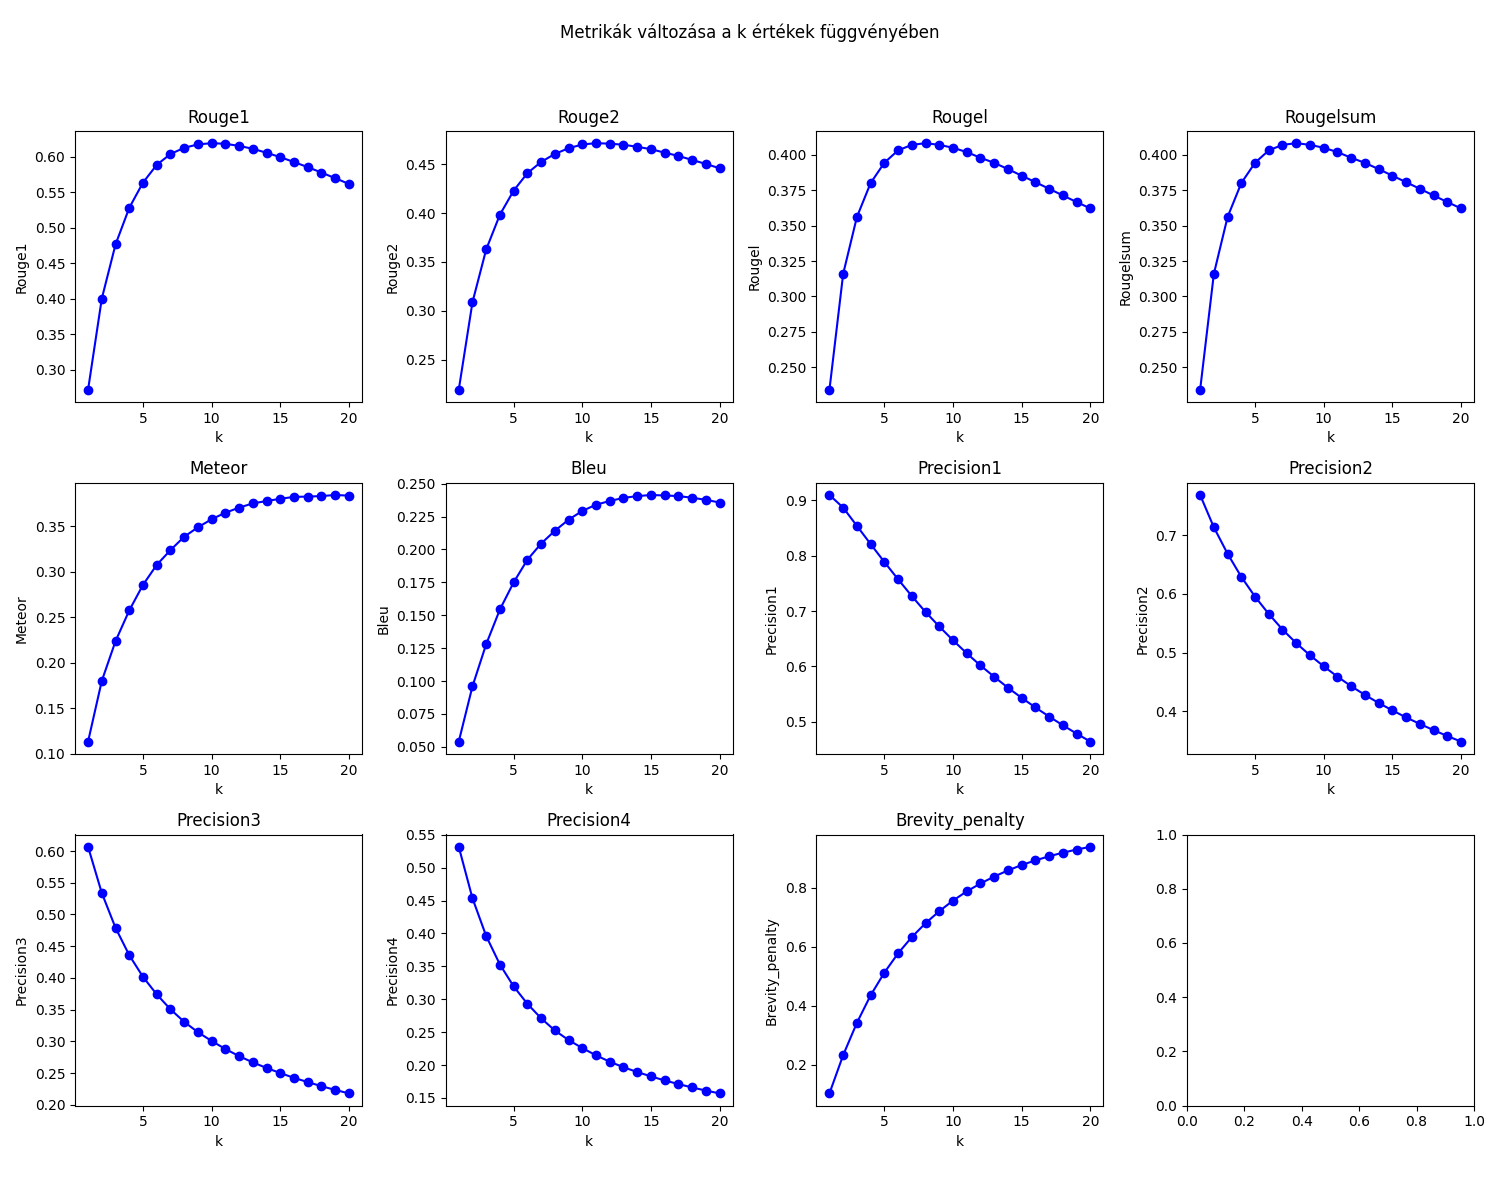 Metrikák változása a k értékek függvényében
Rouge1
Rouge2
Rougel
Rougelsum
Rouge1
0.60
0.55
0.50
0.45
0.40
0.35
0.30
5 10 15 20
k
Rouge2
0.45
0.40
0.35
0.30
0.25
5 10 15 20
k
Rougel
0.400
0.375
0.350
0.325
0.300
0.275
0.250
5 10 15 20
k
Rougelsum
0.400
0.375
0.350
0.325
0.300
0.275
0.250
5 10 15 20
k
Meteor
Bleu
Precision1
Precision2
Meteor
0.35
0.30
0.25
0.20
0.15
0.10
5 10 15 20
k
Bleu
0.250
0.225
0.200
0.175
0.150
0.125
0.100
0.075
0.050
5 10 15 20
k
Precision1
0.9
0.8
0.7
0.6
0.5
5 10 15 20
k
Precision2
0.7
0.6
0.5
0.4
5 10 15 20
k
Precision3
Precision4
Brevity_penalty
Precision3
0.60
0.55
0.50
0.45
0.40
0.35
0.30
0.25
0.20
5 10 15 20
k
Precision4
0.55
0.50
0.45
0.40
0.35
0.30
0.25
0.20
0.15
5 10 15 20
k
Brevity_penalty
0.8
0.6
0.4
0.2
5 10 15 20
k
1.0
0.8
0.6
0.4
0.2
0.0
0.0 0.2 0.4 0.6 0.8 1.0